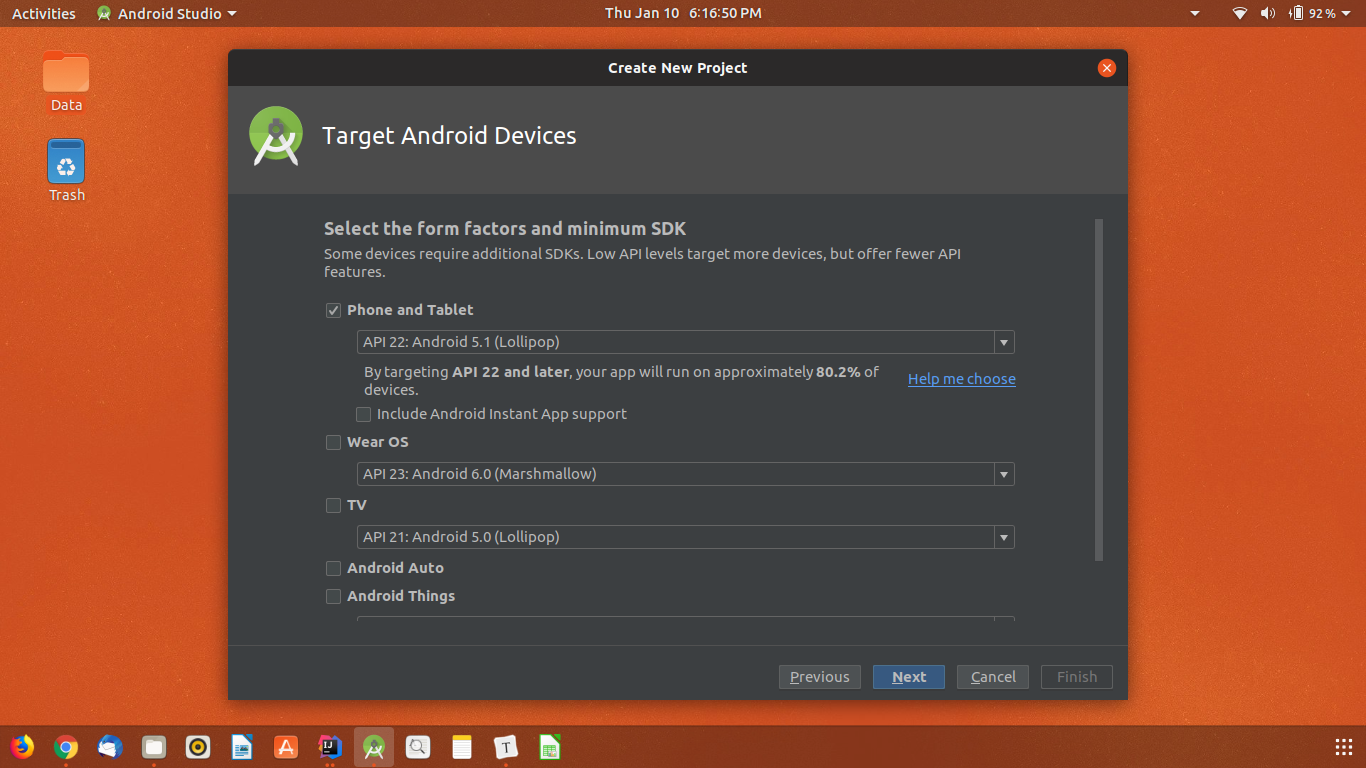 Activities Android Studio Thu Jan 10 6:16:50 PM 92 %
Data
Trash
Create New Project
Target Android Devices
Select the form factors and minimum SDK
Some devices require additional SDKs. Low API levels target more devices, but offer fewer API
features.
Phone and Tablet
API 22: Android 5.1 (Lollipop)
By targeting API 22 and later, your app will run on approximately 80.2% of
devices.
Help me choose
Include Android Instant App support
Wear OS
API 23: Android 6.0 (Marshmallow)
TV
API 21: Android 5.0 (Lollipop)
Android Auto
Android Things
Previous Next Cancel Finish
IJ T